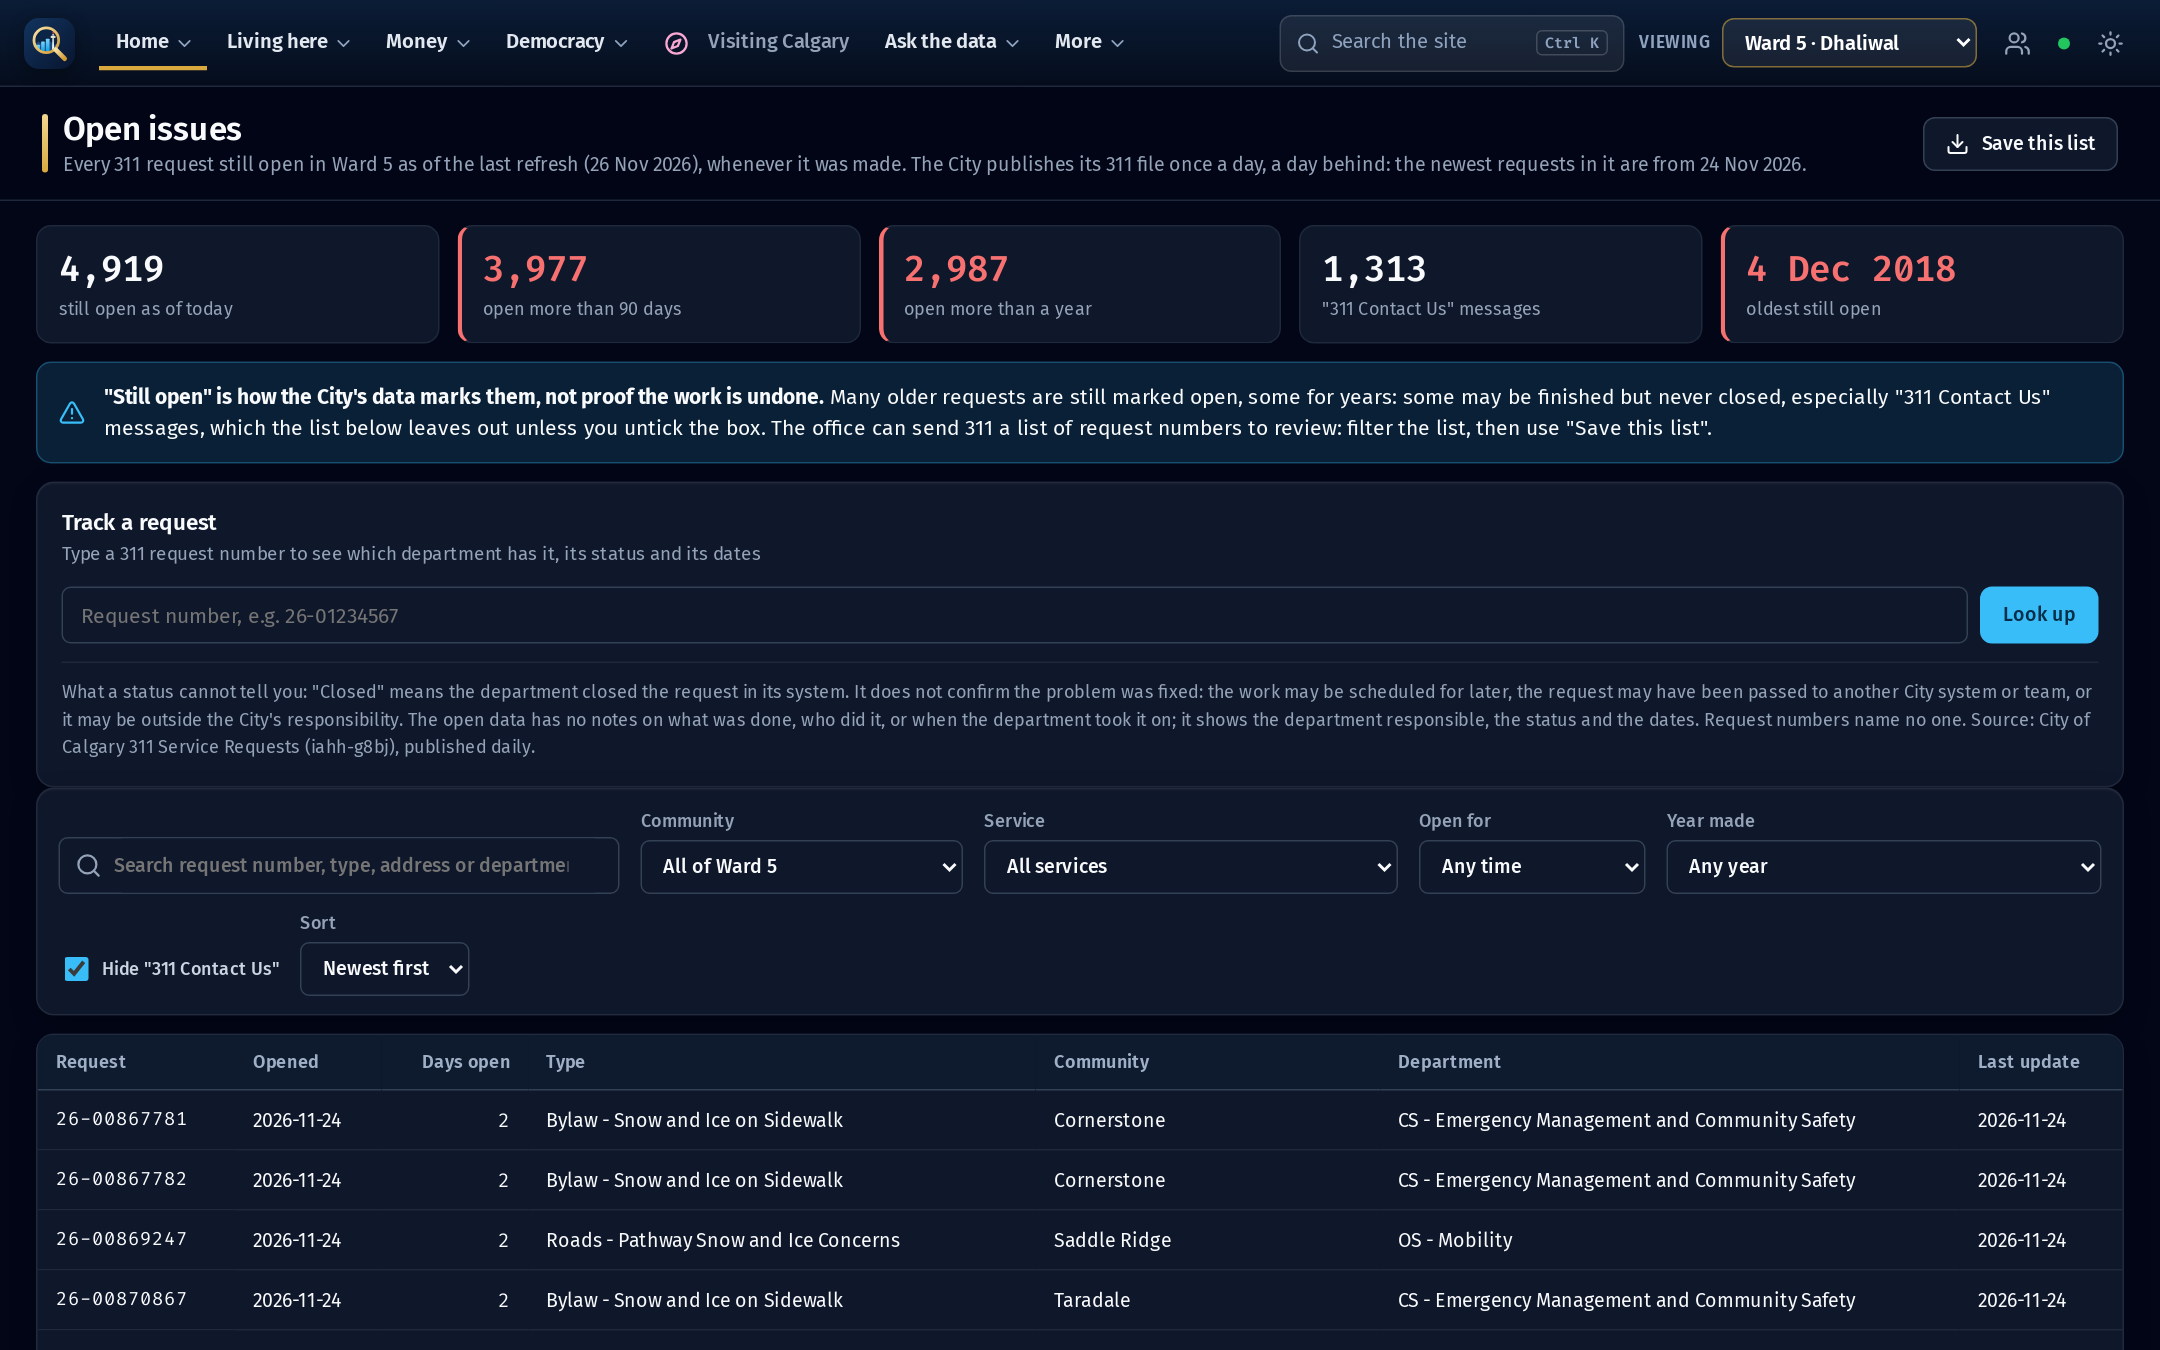 Home
Living here
Money
Democracy
Visiting Calgary
Ask the data
More
Search the site
Ctrl K
VIEWING
Ward 5 · Dhaliwal
Open issues
Every 311 request still open in Ward 5 as of the last refresh (26 Nov 2026), whenever it was made. The City publishes its 311 file once a day, a day behind: the newest requests in it are from 24 Nov 2026.
Save this list
4,919
still open as of today
3,977
open more than 90 days
2,987
open more than a year
1,313
"311 Contact Us" messages
4 Dec 2018
oldest still open
"Still open" is how the City's data marks them, not proof the work is undone. Many older requests are still marked open, some for years: some may be finished but never closed, especially "311 Contact Us"
messages, which the list below leaves out unless you untick the box. The office can send 311 a list of request numbers to review: filter the list, then use "Save this list".
Track a request
Type a 311 request number to see which department has it, its status and its dates
Request number, e.g. 26-01234567
Look up
What a status cannot tell you: "Closed" means the department closed the request in its system. It does not confirm the problem was fixed: the work may be scheduled for later, the request may have been passed to another City system or team, or
it may be outside the City's responsibility. The open data has no notes on what was done, who did it, or when the department took it on; it shows the department responsible, the status and the dates. Request numbers name no one. Source: City of
Calgary 311 Service Requests (iahh-g8bj), published daily.
Community
Service
Open for
Year made
Search request number, type, address or departme
All of Ward 5
All services
Any time
Any year
Sort
Hide "311 Contact Us"
Newest first
Request Opened Days open Type Community Department Last update
26-00867781 2026-11-24 2 Bylaw - Snow and Ice on Sidewalk Cornerstone CS - Emergency Management and Community Safety 2026-11-24
26-00867782 2026-11-24 2 Bylaw - Snow and Ice on Sidewalk Cornerstone CS - Emergency Management and Community Safety 2026-11-24
26-00869247 2026-11-24 2 Roads - Pathway Snow and Ice Concerns Saddle Ridge OS - Mobility 2026-11-24
26-00870867 2026-11-24 2 Bylaw - Snow and Ice on Sidewalk Taradale CS - Emergency Management and Community Safety 2026-11-24